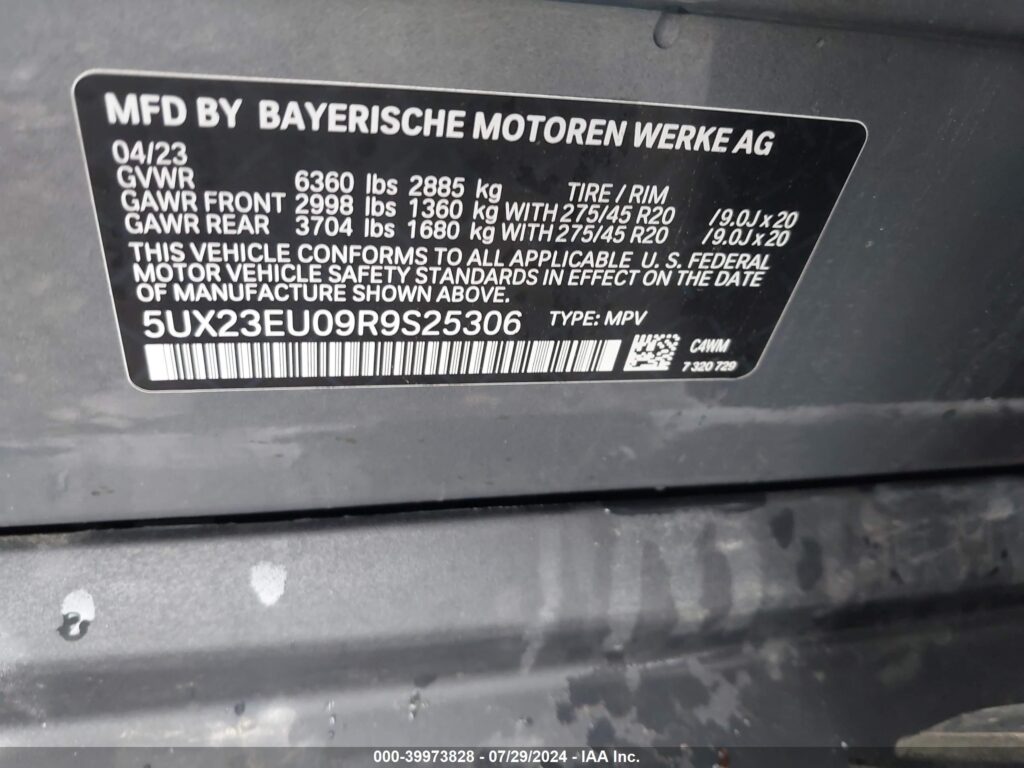 MFD BY BAYERISCHE MOTOREN WERKE AG
04/23
GVWR 6360 lbs 2885 kg TIRE / RIM
GAWR FRONT 2998 lbs 1360 kg WITH 275/45 R20 /9.0J x 20
GAWR REAR 3704 lbs 1680 kg WITH 275/45 R20 /9.0J x 20
THIS VEHICLE CONFORMS TO ALL APPLICABLE U. S. FEDERAL
MOTOR VEHICLE SAFETY STANDARDS IN EFFECT ON THE DATE
OF MANUFACTURE SHOWN ABOVE.
5UX23EU09R9S25306 TYPE: MPV
C4WM
7 320 729
000-39973828 - 07/29/2024 - IAA Inc.